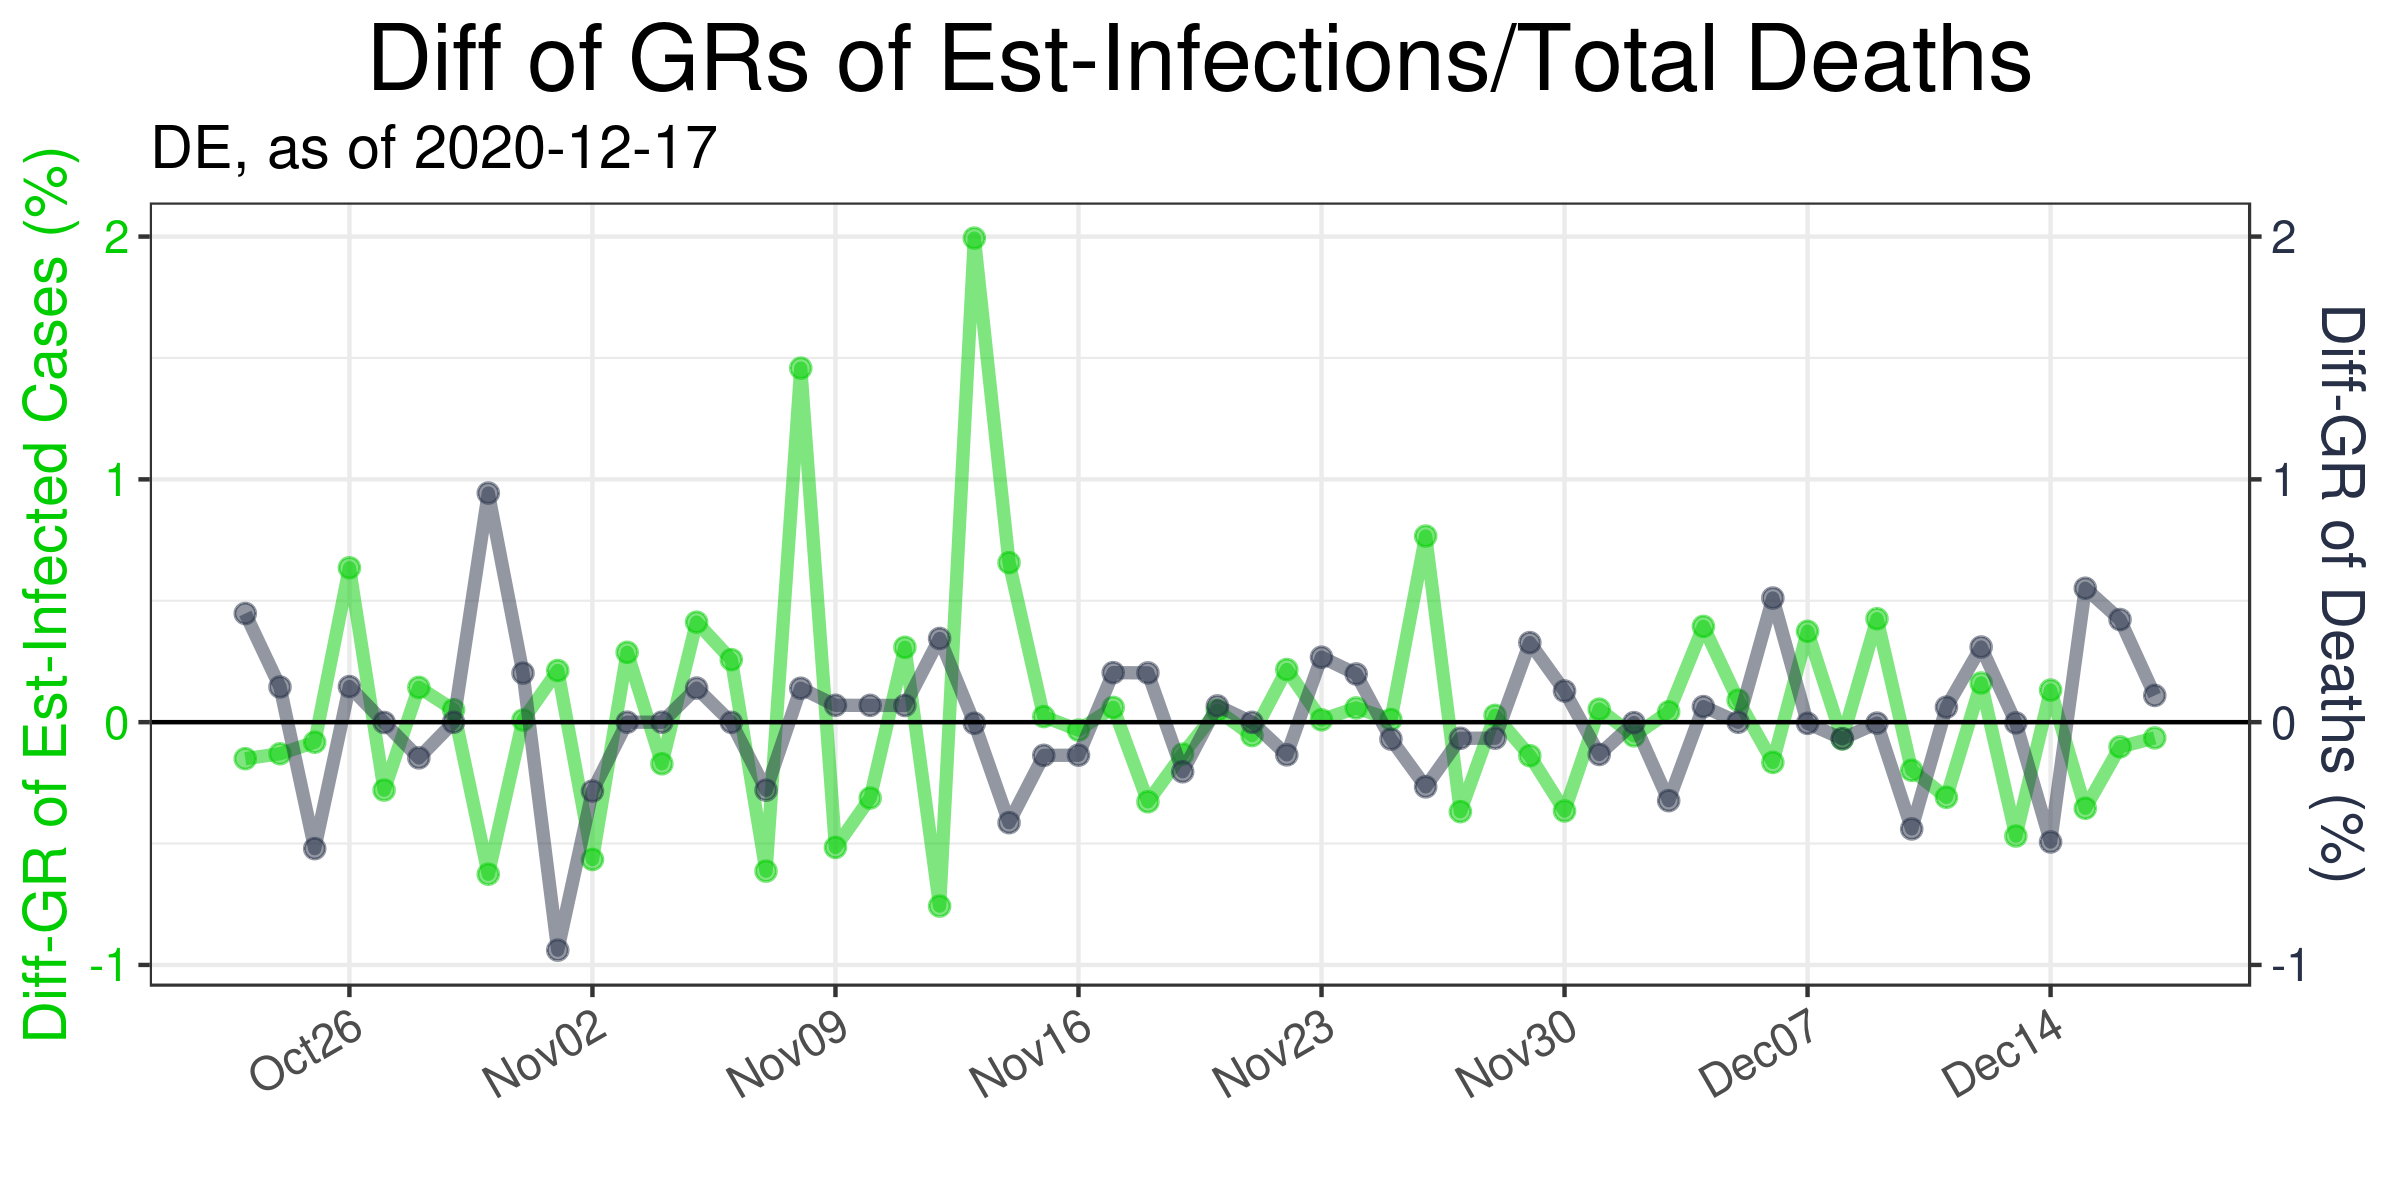 Diff of GRs of Est-Infections/Total Deaths
DE, as of 2020-12-17
Diff-GR of Est-Infected Cases (%)
2
1
0
-1
2
1
0
-1
Diff-GR of Deaths (%)
Oct26
Nov02
Nov09
Nov16
Nov23
Nov30
Dec07
Dec14